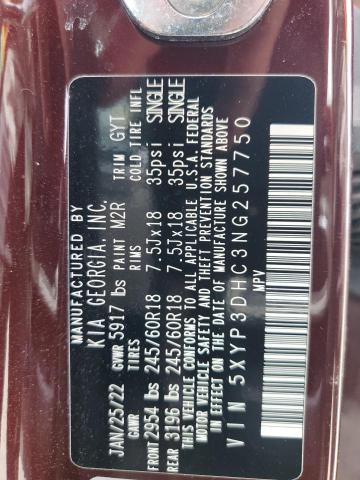 MANUFACTURED BY
KIA GEORGIA, INC.
JAN/25/22 GVWR 5917 lbs PAINT M2R TRIM GYT
GAWR TIRES RIMS COLD TIRE INFL
FRONT 2954 lbs 245/60R18 7.5Jx18 35psi SINGLE
REAR 3196 lbs 245/60R18 7.5Jx18 35psi SINGLE
THIS VEHICLE CONFORMS TO ALL APPLICABLE U.S.A. FEDERAL
MOTOR VEHICLE SAFETY AND THEFT PREVENTION STANDARDS
IN EFFECT ON THE DATE OF MANUFACTURE SHOWN ABOVE.
VIN 5XYP3DHC3NG257750
MPV